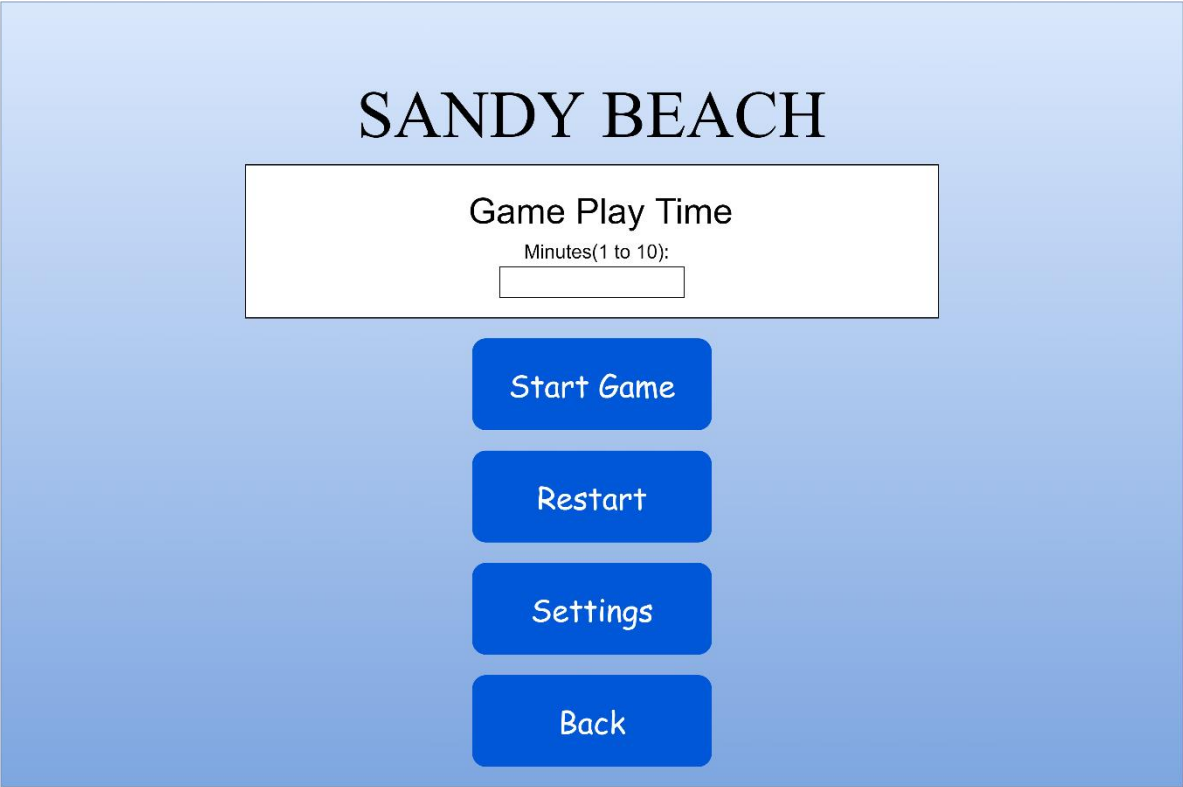 SANDY BEACH
Game Play Time
Minutes(1 to 10):
Start Game
Restart
Settings
Back